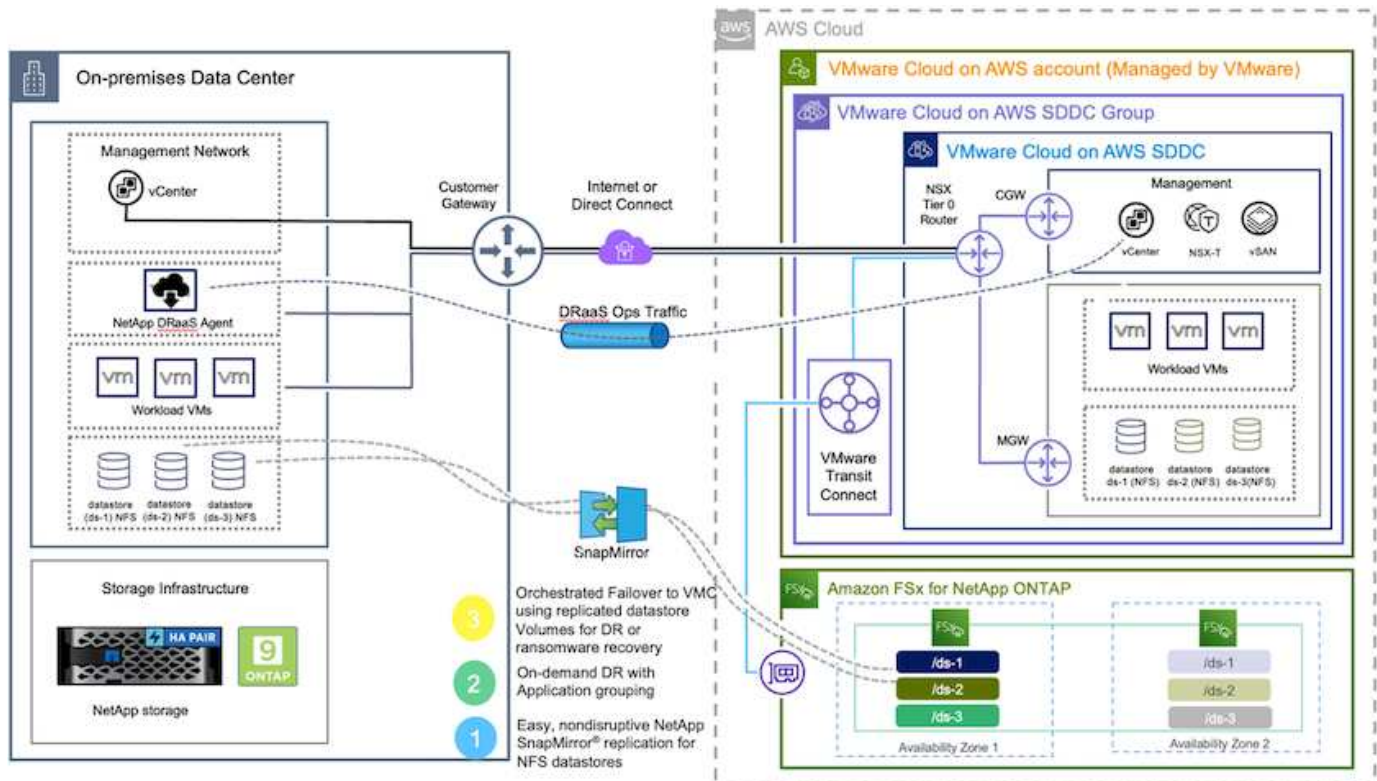 On-premises Data Center
Management Network
vCenter
NetApp DRaaS Agent
vm vm vm
Workload VMs
datastore
(ds-1) NFS
datastore
(ds-2) NFS
datastore
(ds-3) NFS
Storage Infrastructure
HA PAIR
9
ONTAP
NetApp storage
Customer
Gateway
Internet or
Direct Connect
DRaaS Ops Traffic
SnapMirror
3
Orchestrated Failover to VMC
using replicated datastore
Volumes for DR or
ransomware recovery
2
On-demand DR with
Application grouping
1
Easy, nondisruptive NetApp
SnapMirror® replication for
NFS datastores
aws
AWS Cloud
VMware Cloud on AWS account (Managed by VMware)
VMware Cloud on AWS SDDC Group
VMware Cloud on AWS SDDC
NSX
Tier 0
Router
CGW
Management
vCenter
T
NSX-T
vSAN
vm vm vm
Workload VMs
MGW
datastore
ds-1 (NFS)
datastore
ds-2 (NFS)
datastore
ds-3(NFS)
VMware
Transit
Connect
FSx
Amazon FSx for NetApp ONTAP
FSx
/ds-1
/ds-2
/ds-3
Availability Zone 1
FSx
/ds-1
/ds-2
/ds-3
Availability Zone 2